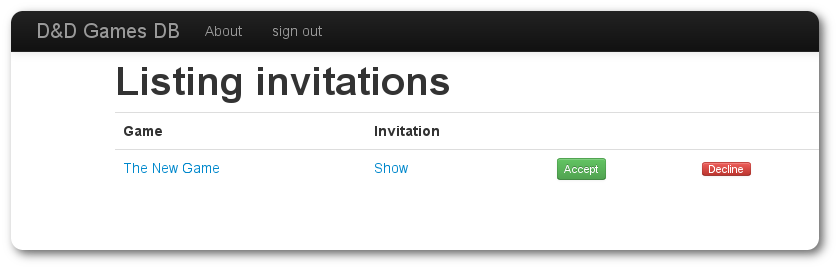 D&D Games DB About sign out
Listing invitations
Game Invitation
The New Game Show Accept Decline